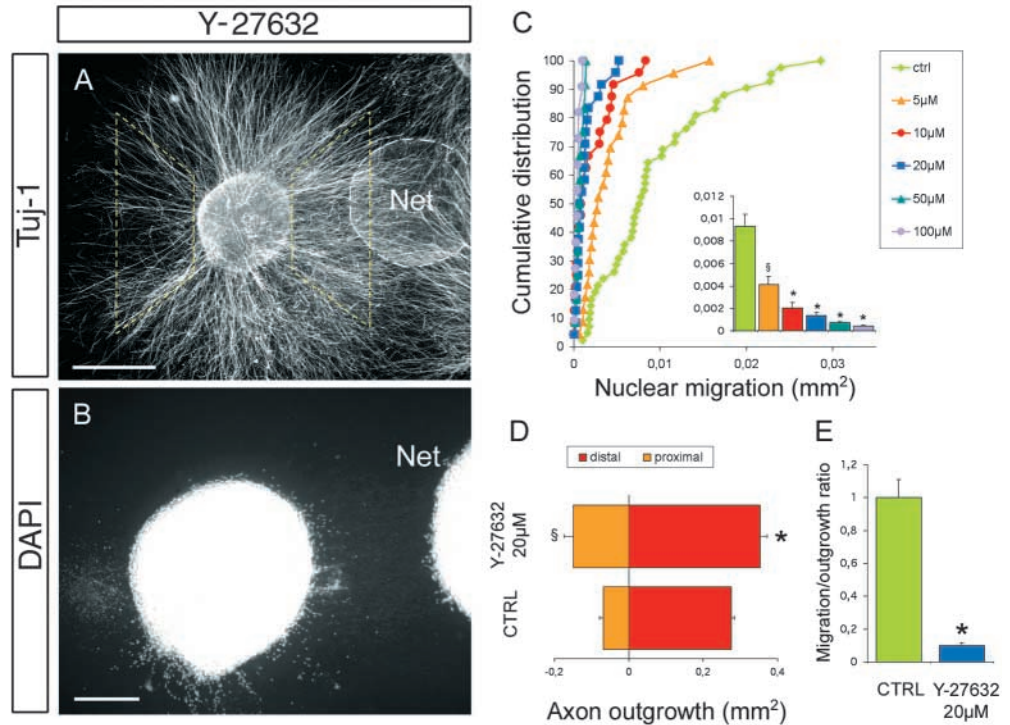 Y-27632
Tuj-1
A
Net
DAPI
B
Net
C
Cumulative distribution
100
90
80
70
60
50
40
30
20
10
0
0
0,01
0,02
0,03
Nuclear migration (mm²)
ctrl
5µM
10µM
20µM
50µM
100µM
0,012
0,01
0,008
0,006
0,004
0,002
0
§
*
*
*
*
D
distal
proximal
Y-27632
20µM
CTRL
§
*
-0,2
0
0,2
0,4
Axon outgrowth (mm²)
E
Migration/outgrowth ratio
1,2
1
0,8
0,6
0,4
0,2
0
*
CTRL
Y-27632
20µM